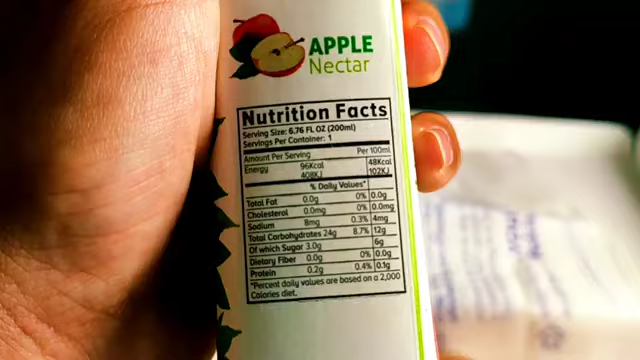 APPLE
Nectar
Nutrition Facts
Serving Size: 6.76 FL OZ (200ml)
Servings Per Container: 1
Amount Per Serving Per 100ml
Energy 96Kcal 48Kcal
408KJ 102KJ
% Daily Values*
Total Fat 0.0g 0% 0.0g
Cholesterol 0.0mg 0% 0.0mg
Sodium 8mg 0.3% 4mg
Total Carbohydrates 24g 8.7% 12g
Of which Sugar 3.0g 6g
Dietary Fiber 0.0g 0% 0.0g
Protein 0.2g 0.4% 0.1g
*Percent daily values are based on a 2,000
Calories diet.